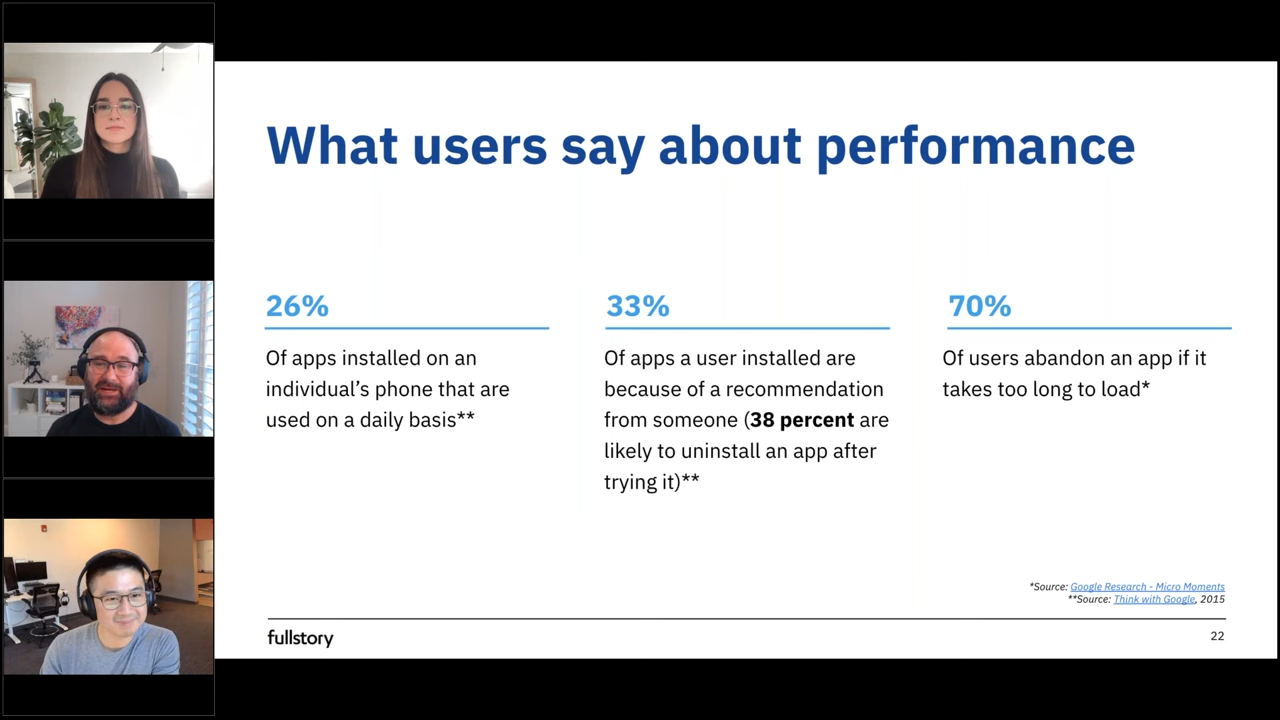 What users say about performance
26%
Of apps installed on an
individual’s phone that are
used on a daily basis**
33%
Of apps a user installed are
because of a recommendation
from someone (38 percent are
likely to uninstall an app after
trying it)**
70%
Of users abandon an app if it
takes too long to load*
*Source: Google Research - Micro Moments
**Source: Think with Google, 2015
fullstory
22